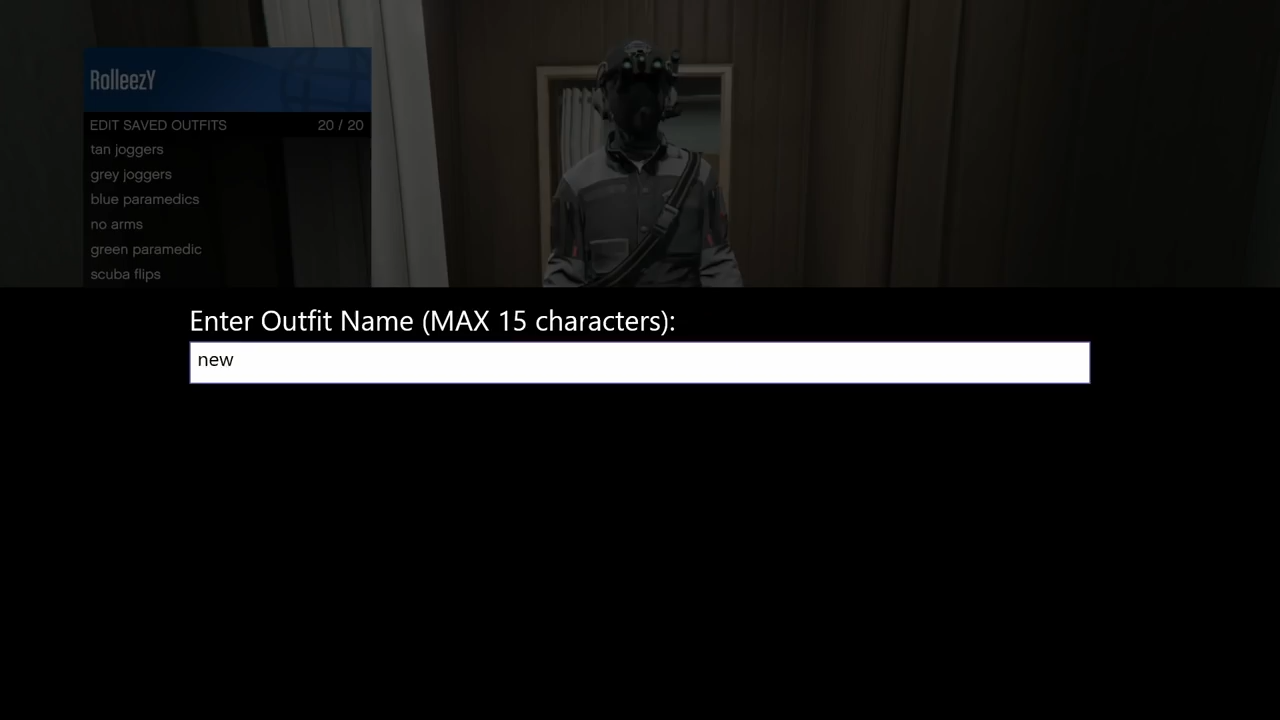 RolleezY
EDIT SAVED OUTFITS 20 / 20
tan joggers
grey joggers
blue paramedics
no arms
green paramedic
scuba flips
Enter Outfit Name (MAX 15 characters):
new